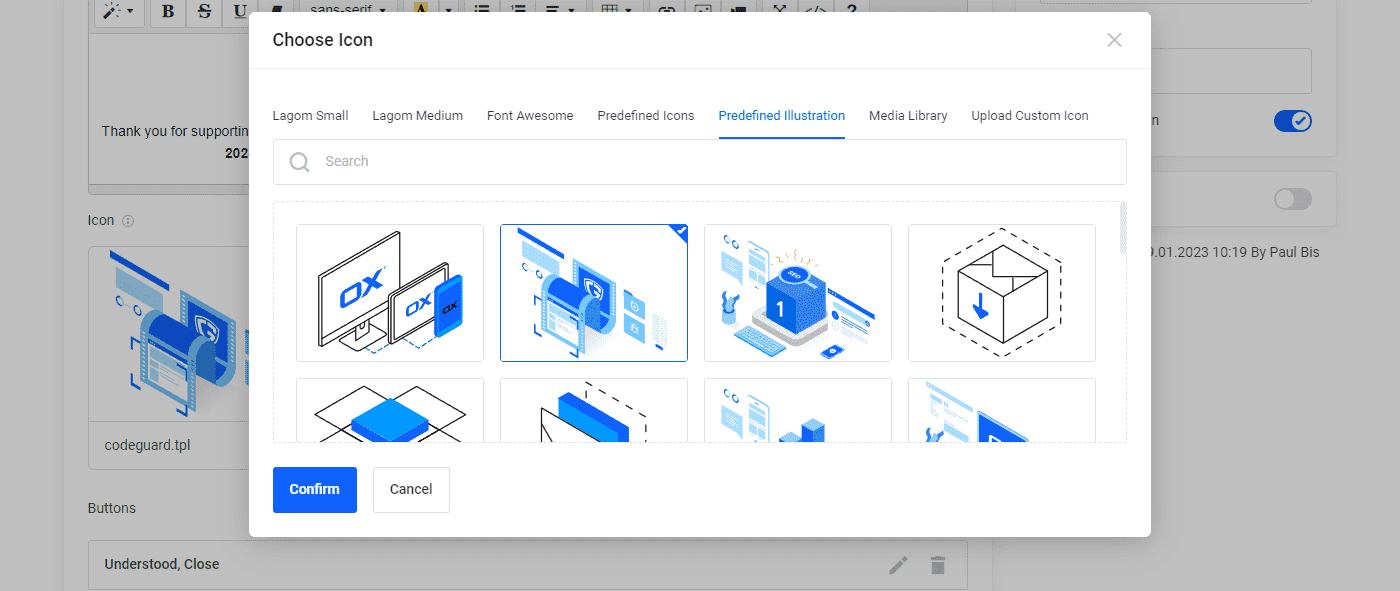 B S U sans-serif A ?
Choose Icon
Lagom Small Lagom Medium Font Awesome Predefined Icons Predefined Illustration Media Library Upload Custom Icon
Search
Thank you for supportin
202
n
Icon
OX OX OX
SEO
1
9.01.2023 10:19 By Paul Bis
codeguard.tpl
Confirm Cancel
Buttons
Understood, Close